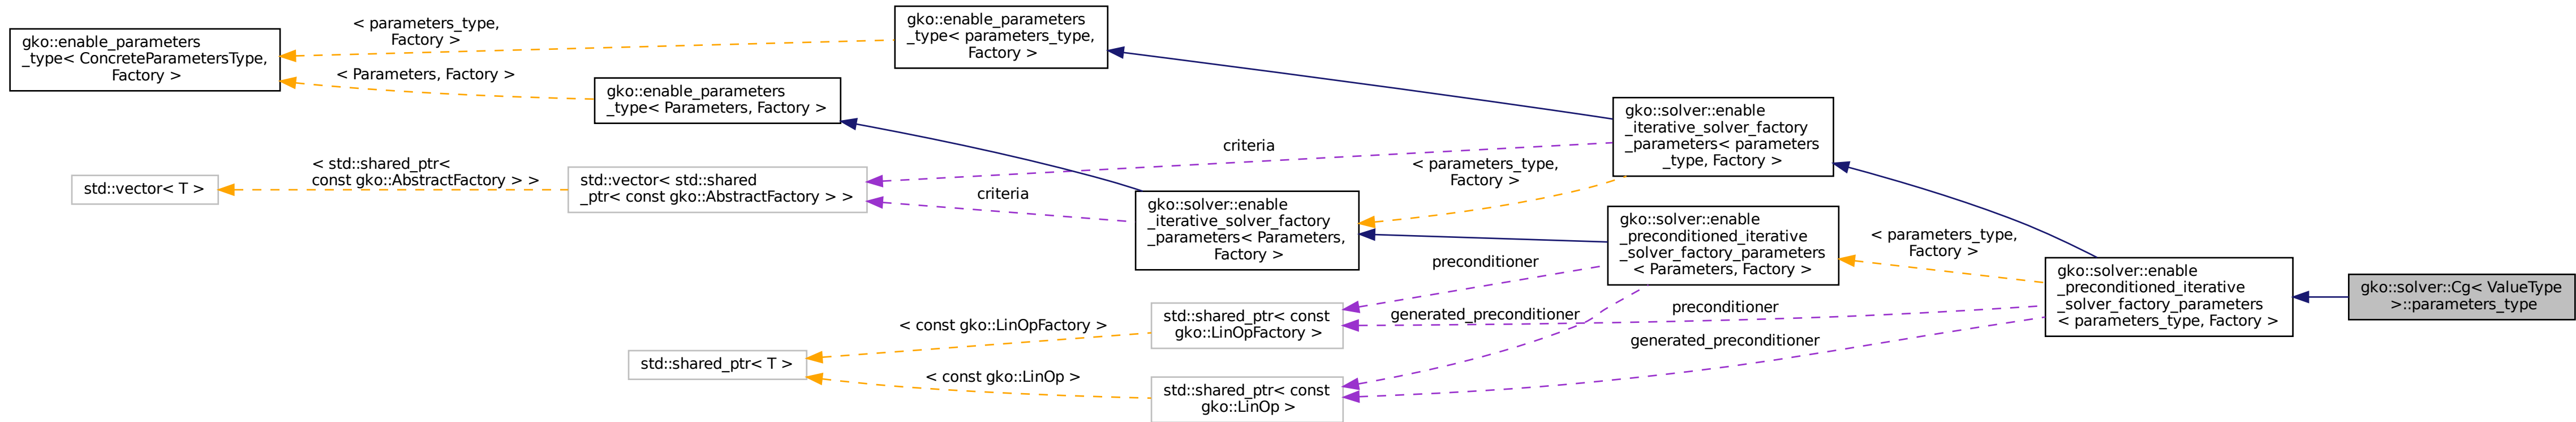 gko::enable_parameters
_type< ConcreteParametersType,
Factory >
< parameters_type,
Factory >
< Parameters, Factory >
gko::enable_parameters
_type< parameters_type,
Factory >
gko::enable_parameters
_type< Parameters, Factory >
std::vector< T >
< std::shared_ptr<
const gko::AbstractFactory > >
std::vector< std::shared
_ptr< const gko::AbstractFactory > >
criteria
criteria
gko::solver::enable
_iterative_solver_factory
_parameters< Parameters,
Factory >
< parameters_type,
Factory >
gko::solver::enable
_iterative_solver_factory
_parameters< parameters
_type, Factory >
gko::solver::enable
_preconditioned_iterative
_solver_factory_parameters
< Parameters, Factory >
< parameters_type,
Factory >
preconditioner
generated_preconditioner
preconditioner
generated_preconditioner
std::shared_ptr< T >
< const gko::LinOpFactory >
< const gko::LinOp >
std::shared_ptr< const
gko::LinOpFactory >
std::shared_ptr< const
gko::LinOp >
gko::solver::enable
_preconditioned_iterative
_solver_factory_parameters
< parameters_type, Factory >
gko::solver::Cg< ValueType
>::parameters_type